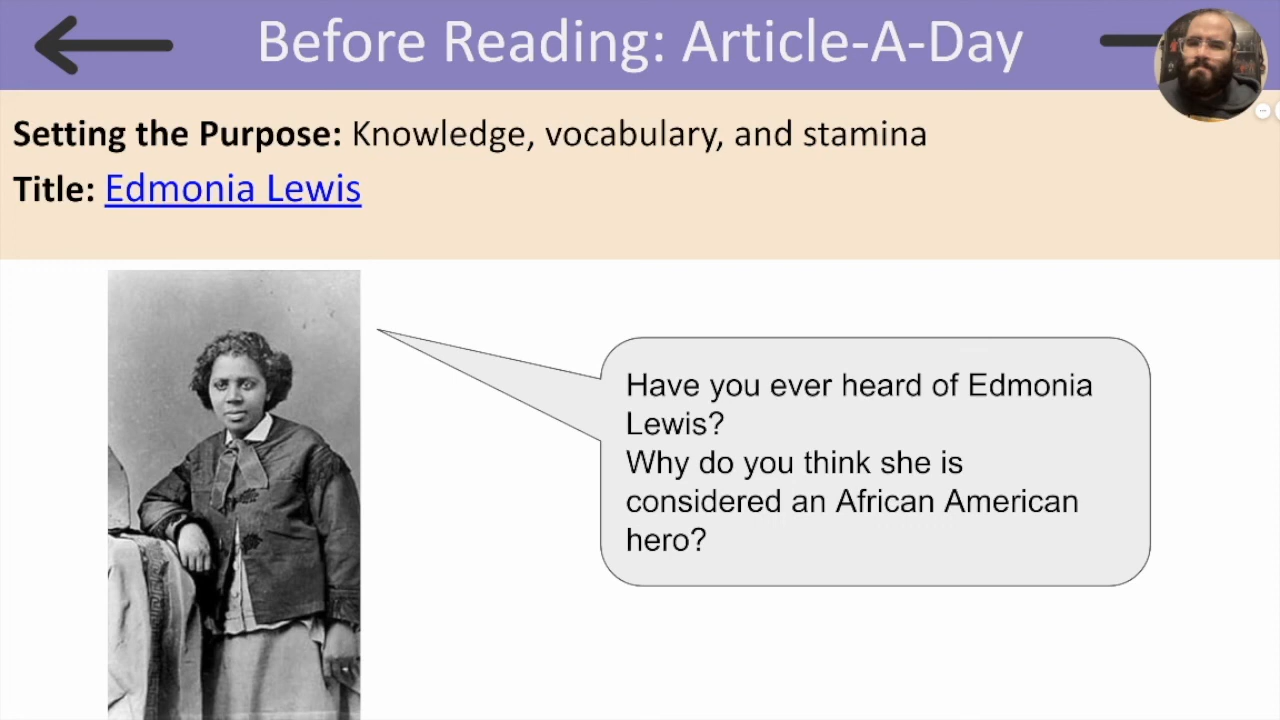 Before Reading: Article-A-Day
Setting the Purpose: Knowledge, vocabulary, and stamina
Title: Edmonia Lewis
Have you ever heard of Edmonia
Lewis?
Why do you think she is
considered an African American
hero?